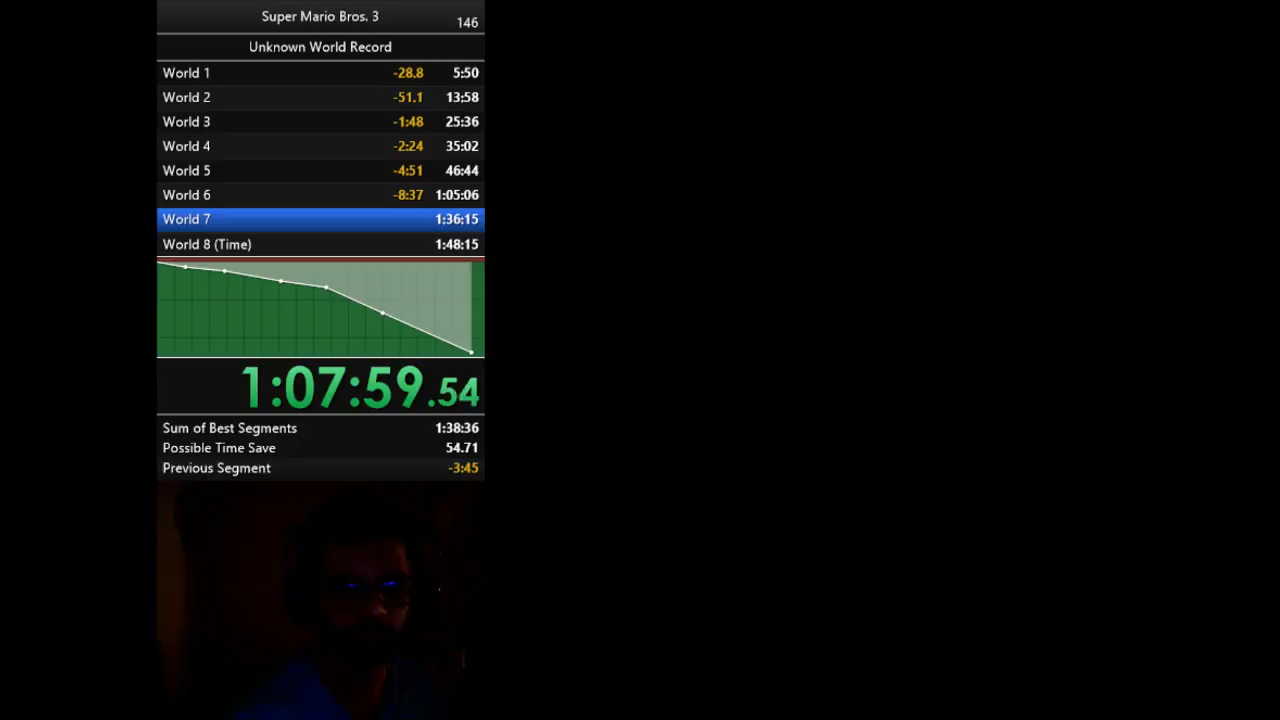 Super Mario Bros. 3
146
Unknown World Record
World 1 -28.8 5:50
World 2 -51.1 13:58
World 3 -1:48 25:36
World 4 -2:24 35:02
World 5 -4:51 46:44
World 6 -8:37 1:05:06
World 7 1:36:15
World 8 (Time) 1:48:15
1:07:59.54
Sum of Best Segments 1:38:36
Possible Time Save 54.71
Previous Segment -3:45